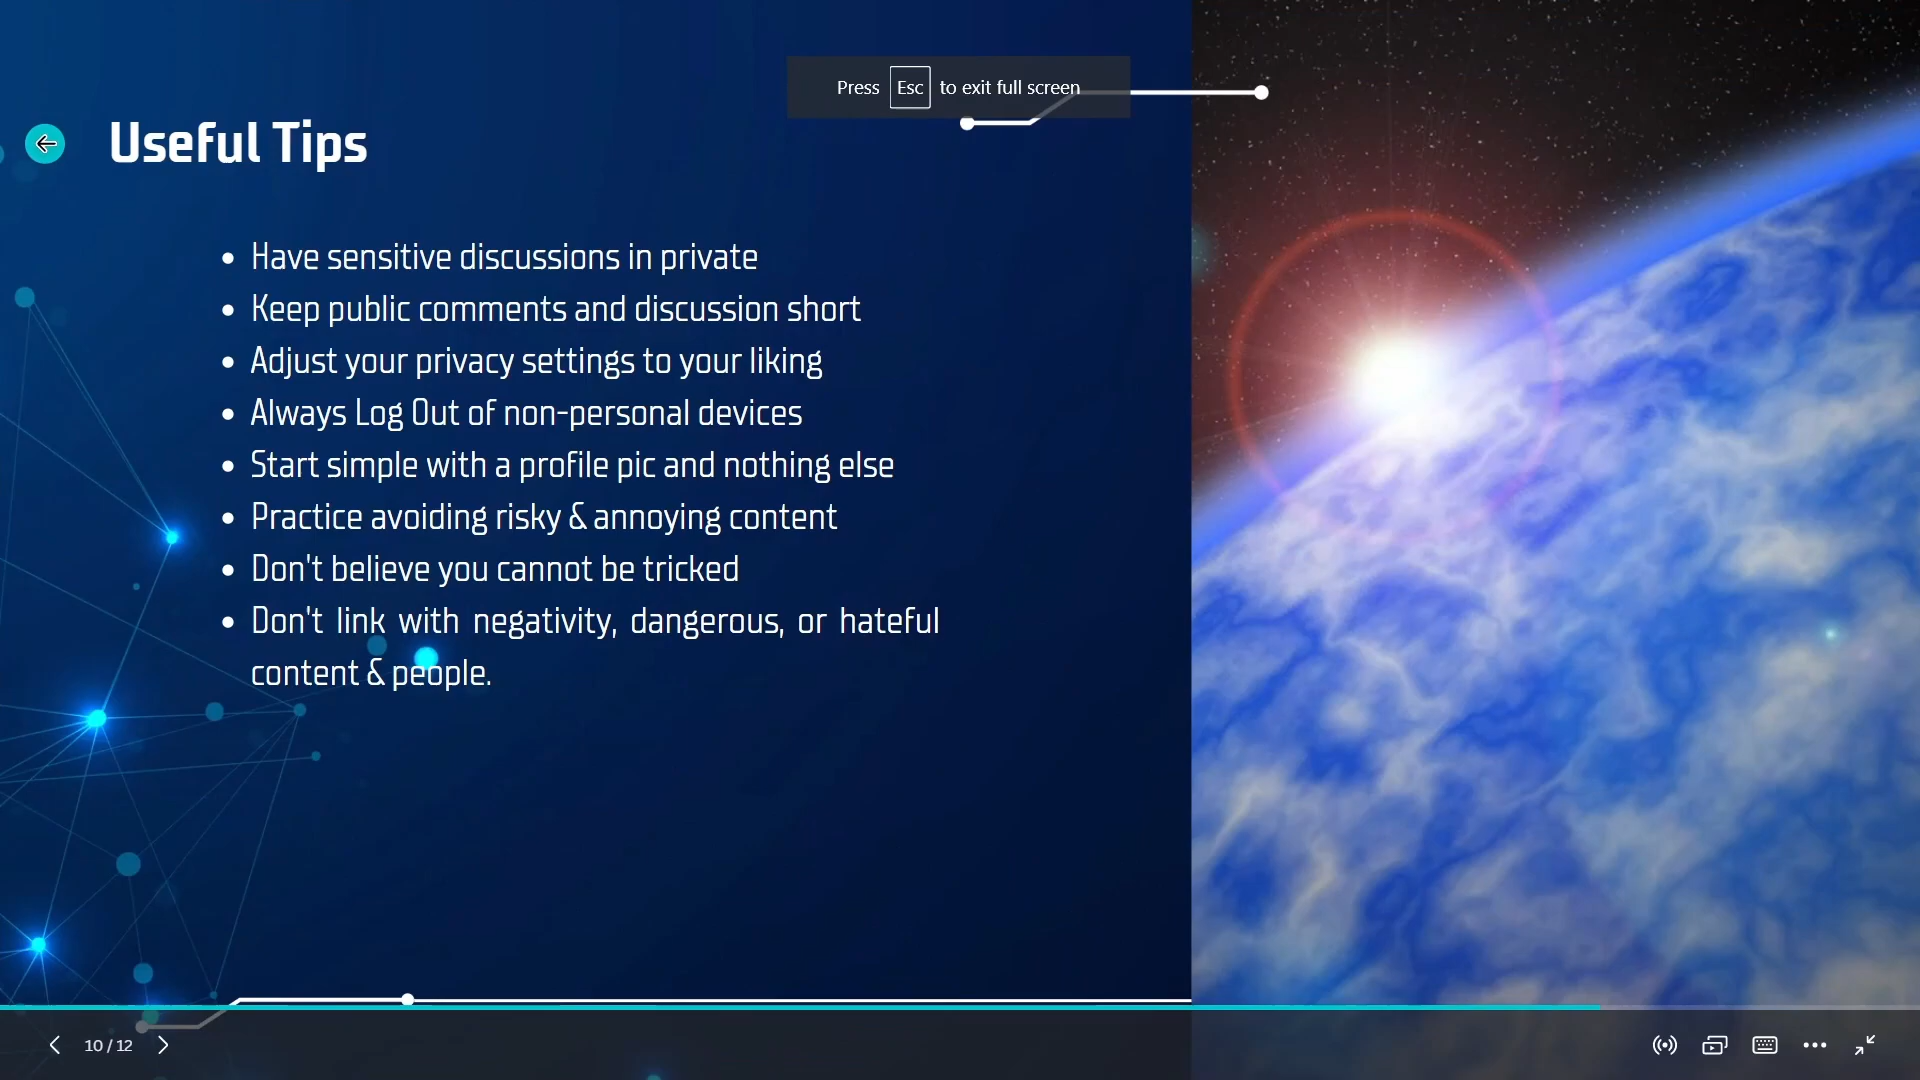 Press Esc to exit full screen
Useful Tips
• Have sensitive discussions in private
• Keep public comments and discussion short
• Adjust your privacy settings to your liking
• Always Log Out of non-personal devices
• Start simple with a profile pic and nothing else
• Practice avoiding risky & annoying content
• Don't believe you cannot be tricked
• Don't link with negativity, dangerous, or hateful
content & people.
10 / 12